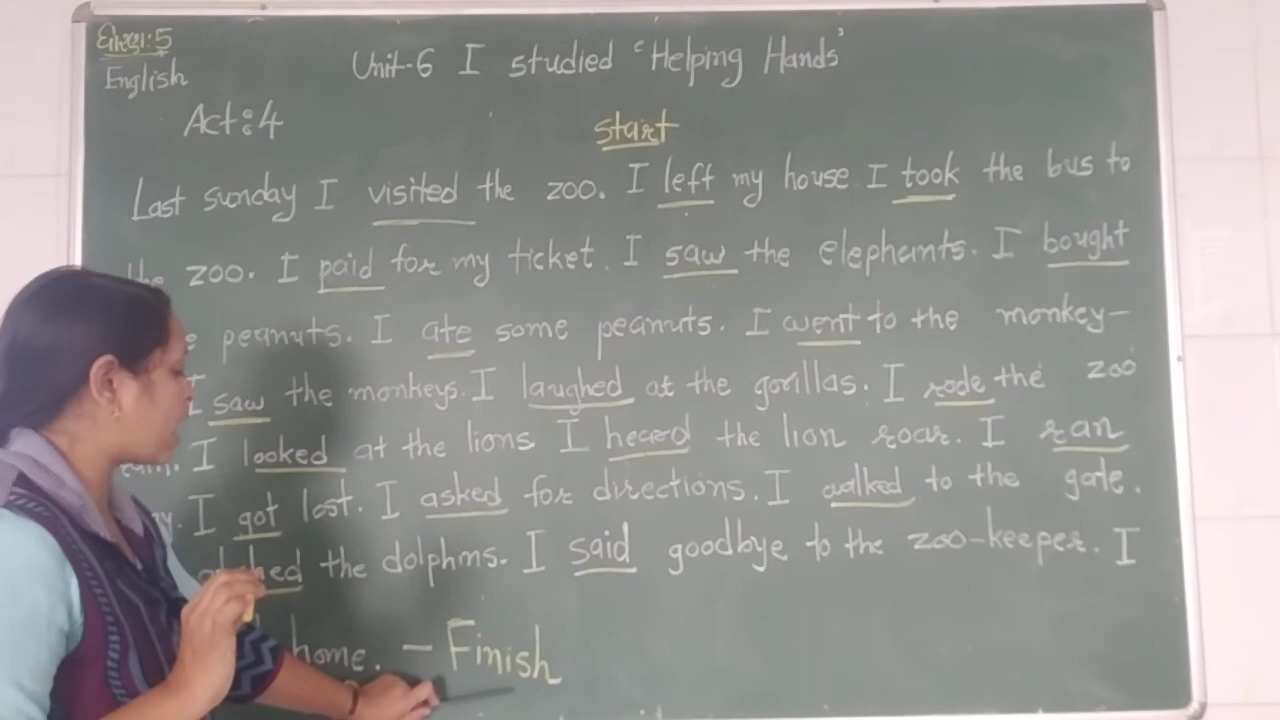 ધોરણ:5
English
Unit-6 I studied 'Helping Hands'
Act:4
Start
Last sunday I visited the zoo. I left my house I took the bus to
the zoo. I paid for my ticket. I saw the elephants. I bought
peanuts. I ate some peanuts. I went to the monkey-
I saw the monkeys. I laughed at the gorillas. I rode the zoo
I looked at the lions I heard the lion roar. I ran
I got lost. I asked for directions. I walked to the gate.
the dolphins. I said goodbye to the zoo-keeper. I
home. - Finish